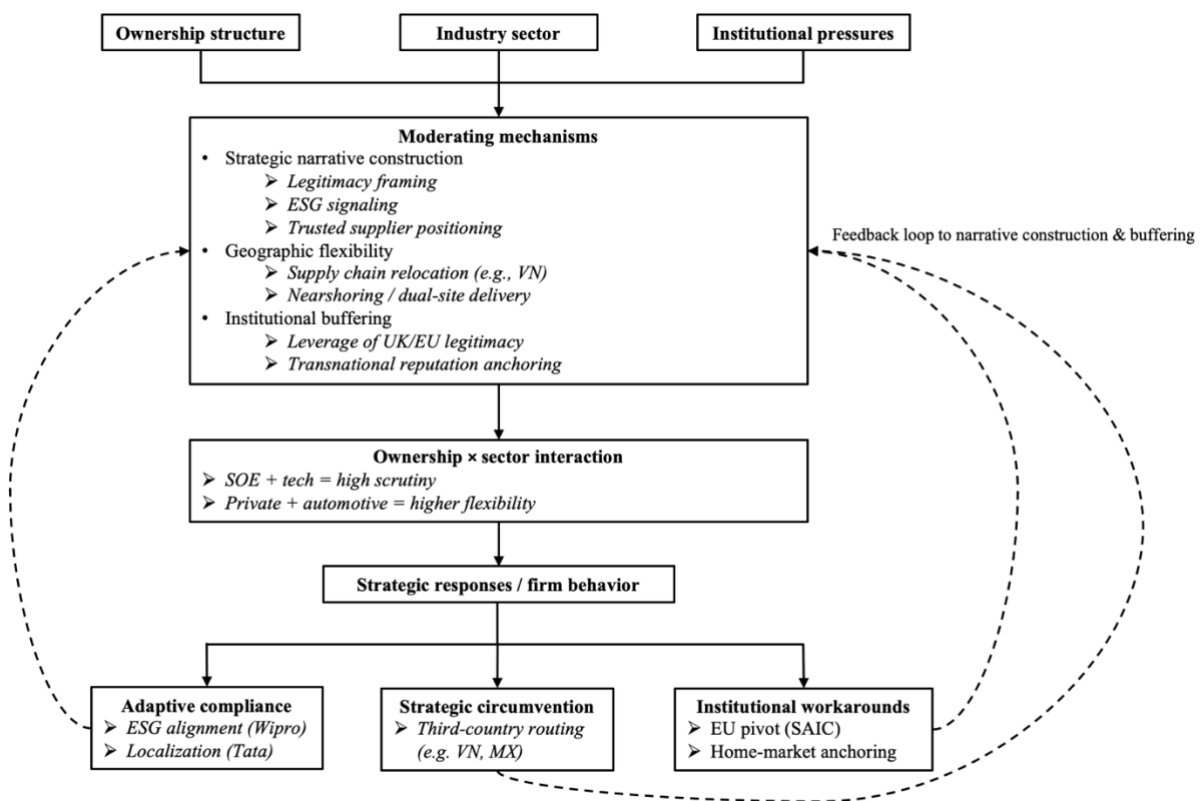 Ownership structure
Industry sector
Institutional pressures
Moderating mechanisms
• Strategic narrative construction
➢ Legitimacy framing
➢ ESG signaling
➢ Trusted supplier positioning
• Geographic flexibility
➢ Supply chain relocation (e.g., VN)
➢ Nearshoring / dual-site delivery
• Institutional buffering
➢ Leverage of UK/EU legitimacy
➢ Transnational reputation anchoring
Feedback loop to narrative construction & buffering
Ownership × sector interaction
➢ SOE + tech = high scrutiny
➢ Private + automotive = higher flexibility
Strategic responses / firm behavior
Adaptive compliance
➢ ESG alignment (Wipro)
➢ Localization (Tata)
Strategic circumvention
➢ Third-country routing
(e.g. VN, MX)
Institutional workarounds
➢ EU pivot (SAIC)
➢ Home-market anchoring